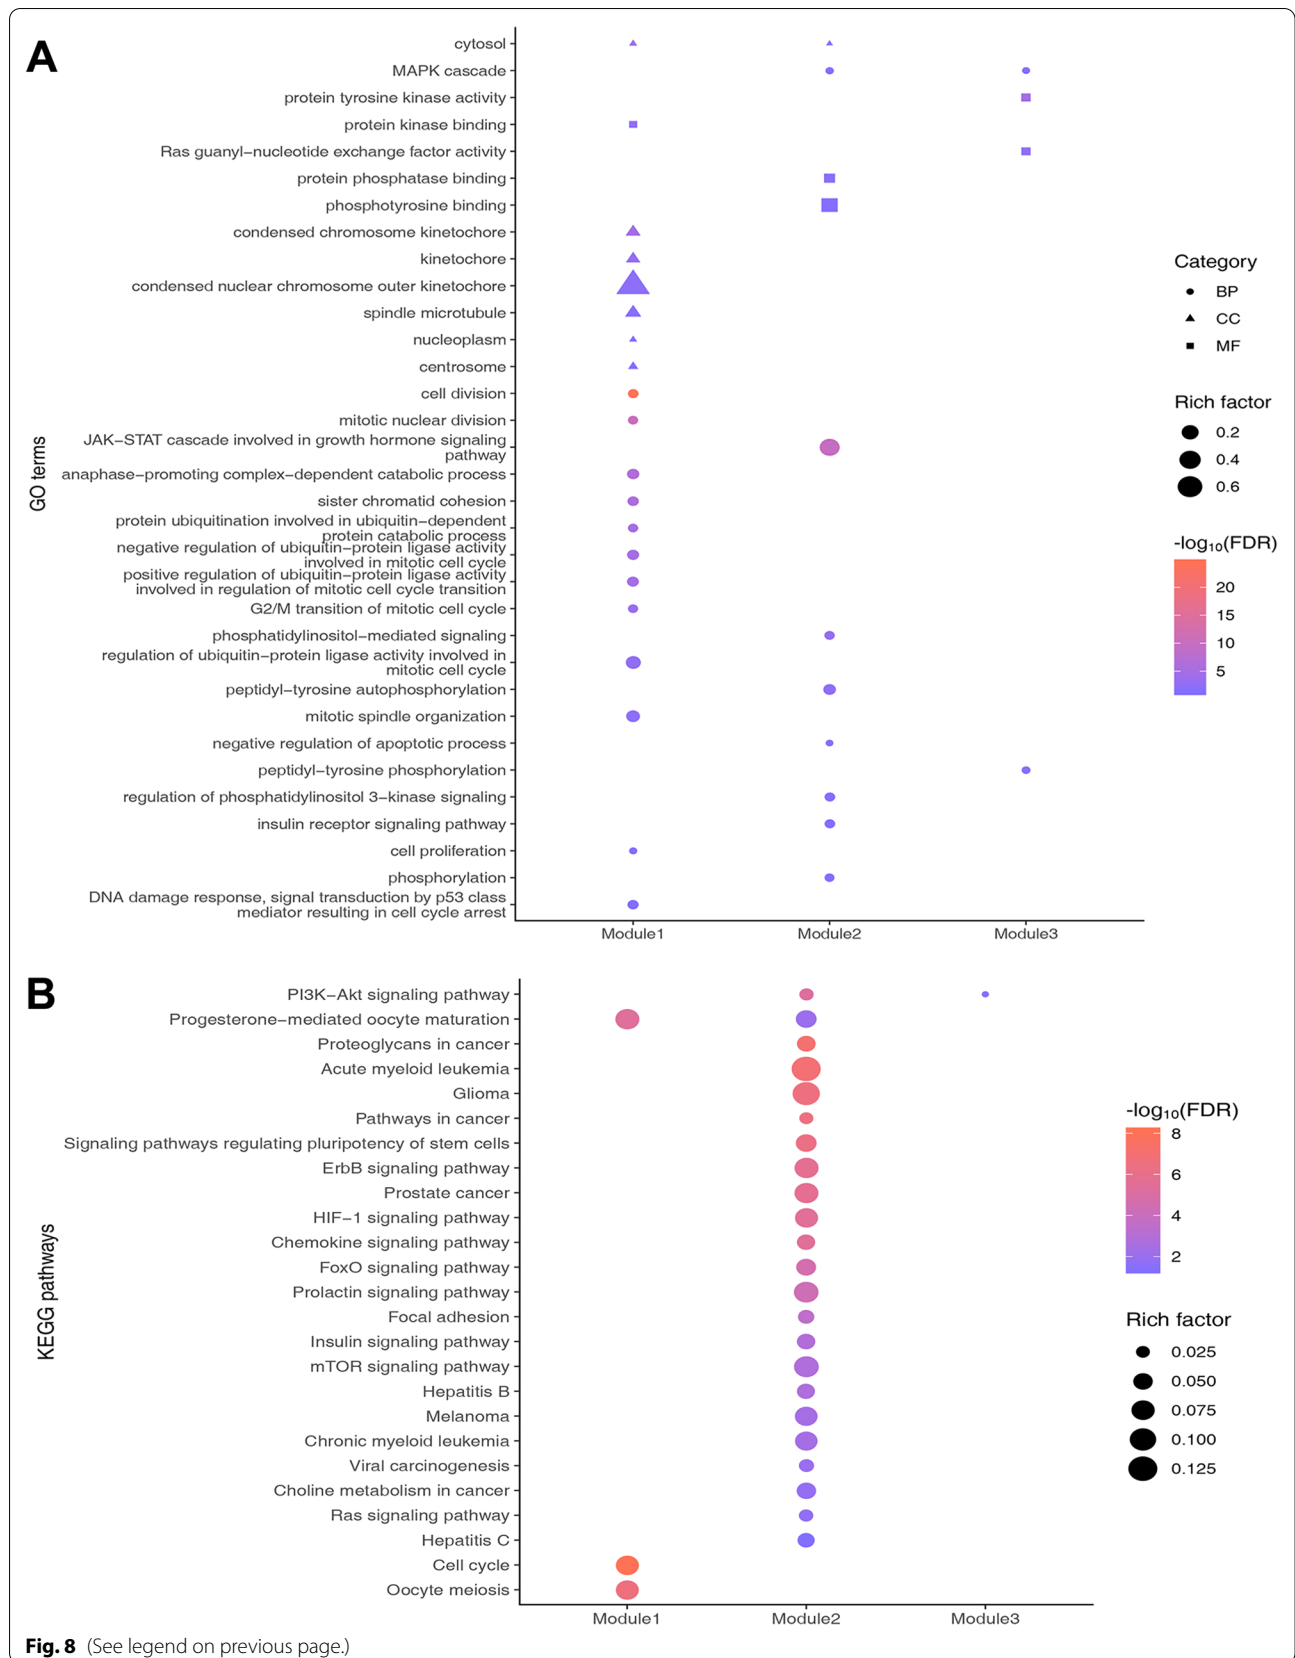 A
cytosol
MAPK cascade
protein tyrosine kinase activity
protein kinase binding
Ras guanyl−nucleotide exchange factor activity
protein phosphatase binding
phosphotyrosine binding
condensed chromosome kinetochore
kinetochore
condensed nuclear chromosome outer kinetochore
spindle microtubule
nucleoplasm
centrosome
cell division
mitotic nuclear division
JAK−STAT cascade involved in growth hormone signaling
pathway
anaphase−promoting complex−dependent catabolic process
sister chromatid cohesion
protein ubiquitination involved in ubiquitin−dependent
protein catabolic process
negative regulation of ubiquitin−protein ligase activity
involved in mitotic cell cycle
positive regulation of ubiquitin−protein ligase activity
involved in regulation of mitotic cell cycle transition
G2/M transition of mitotic cell cycle
phosphatidylinositol−mediated signaling
regulation of ubiquitin−protein ligase activity involved in
mitotic cell cycle
peptidyl−tyrosine autophosphorylation
mitotic spindle organization
negative regulation of apoptotic process
peptidyl−tyrosine phosphorylation
regulation of phosphatidylinositol 3−kinase signaling
insulin receptor signaling pathway
cell proliferation
phosphorylation
DNA damage response, signal transduction by p53 class
mediator resulting in cell cycle arrest
GO terms
Module1
Module2
Module3
Category
BP
CC
MF
Rich factor
0.2
0.4
0.6
-log₁₀(FDR)
20
15
10
5
B
PI3K−Akt signaling pathway
Progesterone−mediated oocyte maturation
Proteoglycans in cancer
Acute myeloid leukemia
Glioma
Pathways in cancer
Signaling pathways regulating pluripotency of stem cells
ErbB signaling pathway
Prostate cancer
HIF−1 signaling pathway
Chemokine signaling pathway
FoxO signaling pathway
Prolactin signaling pathway
Focal adhesion
Insulin signaling pathway
mTOR signaling pathway
Hepatitis B
Melanoma
Chronic myeloid leukemia
Viral carcinogenesis
Choline metabolism in cancer
Ras signaling pathway
Hepatitis C
Cell cycle
Oocyte meiosis
KEGG pathways
Module1
Module2
Module3
-log₁₀(FDR)
8
6
4
2
Rich factor
0.025
0.050
0.075
0.100
0.125
Fig. 8 (See legend on previous page.)